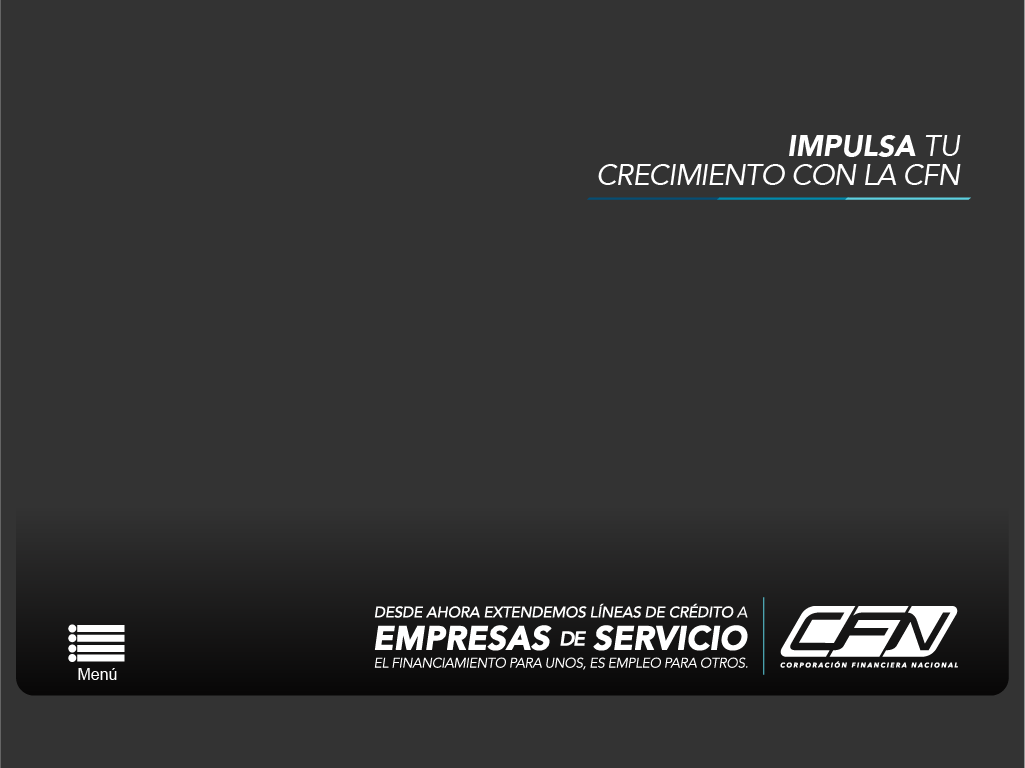 IMPULSA TU
CRECIMIENTO CON LA CFN
DESDE AHORA EXTENDEMOS LÍNEAS DE CRÉDITO A
EMPRESAS DE SERVICIO
EL FINANCIAMIENTO PARA UNOS, ES EMPLEO PARA OTROS.
CFN
CORPORACIÓN FINANCIERA NACIONAL
Menú